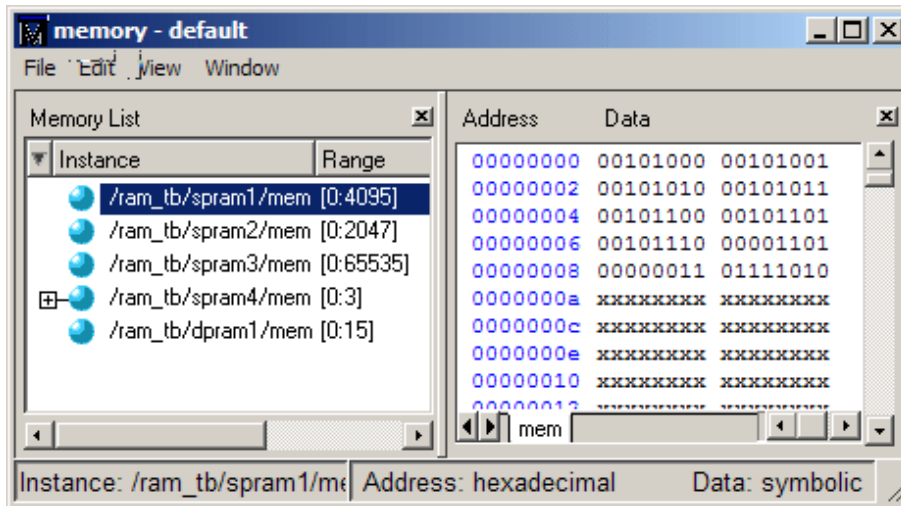 memory - default
File Edit View Window
Memory List
Instance Range
/ram_tb/spram1/mem [0:4095]
/ram_tb/spram2/mem [0:2047]
/ram_tb/spram3/mem [0:65535]
/ram_tb/spram4/mem [0:3]
/ram_tb/dpram1/mem [0:15]
Address Data
00000000 00101000 00101001
00000002 00101010 00101011
00000004 00101100 00101101
00000006 00101110 00001101
00000008 00000011 01111010
0000000a xxxxxxxx xxxxxxxx
0000000c xxxxxxxx xxxxxxxx
0000000e xxxxxxxx xxxxxxxx
00000010 xxxxxxxx xxxxxxxx
00000012 xxxxxxxx xxxxxxxx
mem
Instance: /ram_tb/spram1/me Address: hexadecimal Data: symbolic